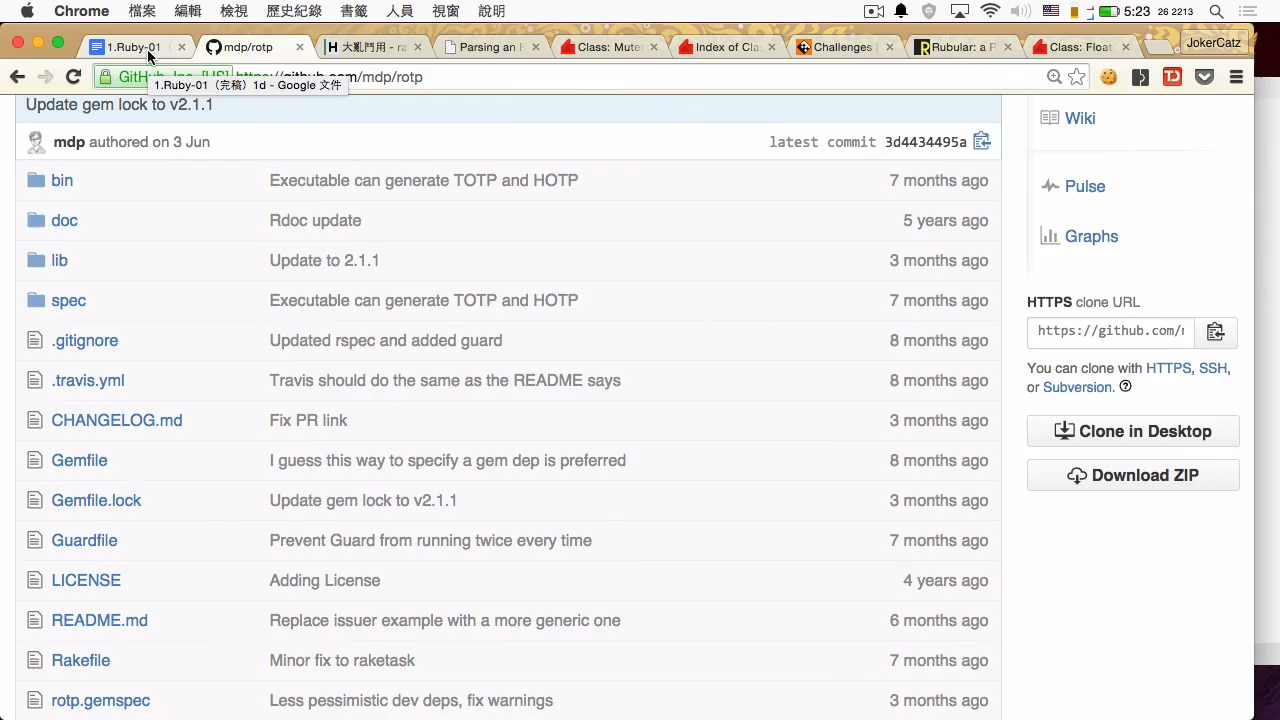 Chrome 檔案 編輯 檢視 歷史紀錄 書籤 人員 視窗 說明 5:23 26 2213
1.Ruby-01 mdp/rotp 大亂鬥用 - ra Parsing an Class: Mute Index of Clas Challenges Rubular: a Class: Float JokerCatz
github.com/mdp/rotp
1.Ruby-01（完稿）1d - Google 文件
Update gem lock to v2.1.1
mdp authored on 3 Jun latest commit 3d4434495a
bin Executable can generate TOTP and HOTP 7 months ago
doc Rdoc update 5 years ago
lib Update to 2.1.1 3 months ago
spec Executable can generate TOTP and HOTP 7 months ago
.gitignore Updated rspec and added guard 8 months ago
.travis.yml Travis should do the same as the README says 8 months ago
CHANGELOG.md Fix PR link 3 months ago
Gemfile I guess this way to specify a gem dep is preferred 8 months ago
Gemfile.lock Update gem lock to v2.1.1 3 months ago
Guardfile Prevent Guard from running twice every time 7 months ago
LICENSE Adding License 4 years ago
README.md Replace issuer example with a more generic one 6 months ago
Rakefile Minor fix to raketask 7 months ago
rotp.gemspec Less pessimistic dev deps, fix warnings 3 months ago
Wiki
Pulse
Graphs
HTTPS clone URL
https://github.com/
You can clone with HTTPS, SSH,
or Subversion.
Clone in Desktop
Download ZIP